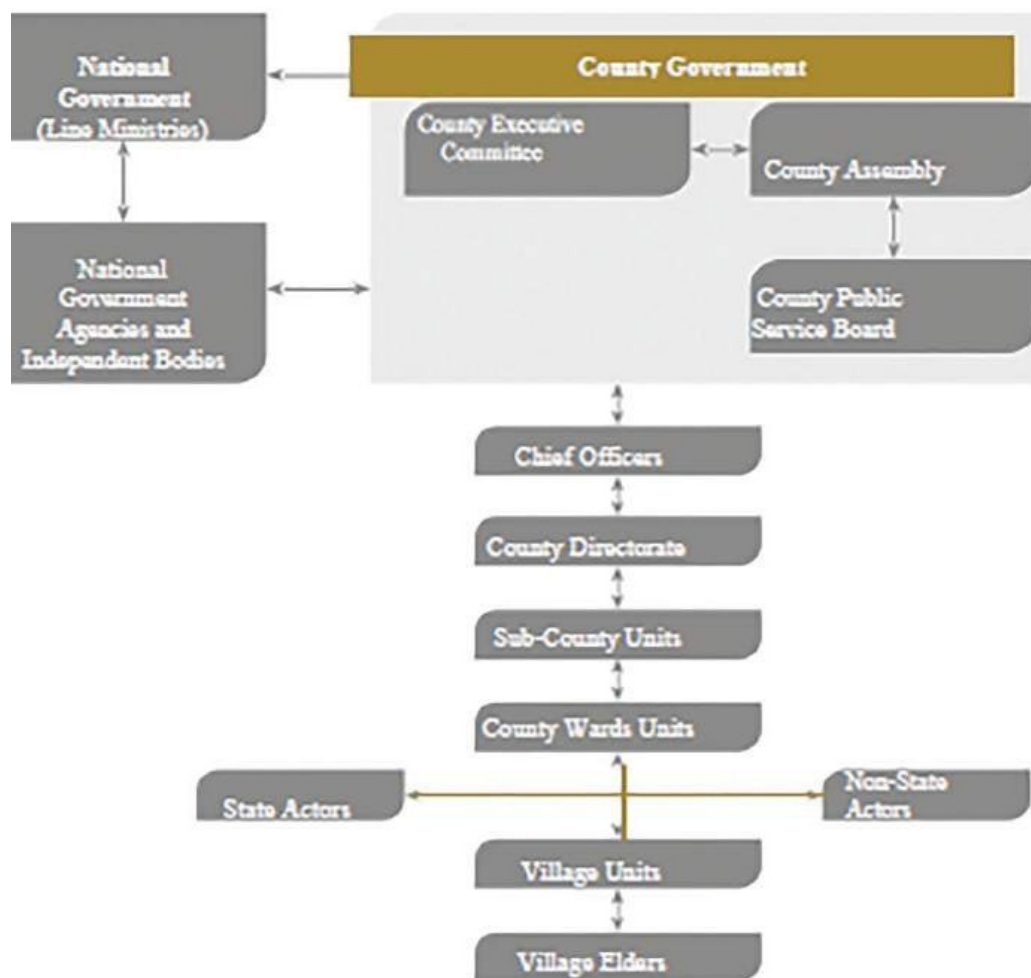 National
Government
(Line Ministries)
County Government
County Executive
Committee
County Assembly
National
Government
Agencies and
Independent Bodies
County Public
Service Board
Chief Officers
County Directorate
Sub-County Units
County Wards Units
State Actors
Non-State
Actors
Village Units
Village Elders